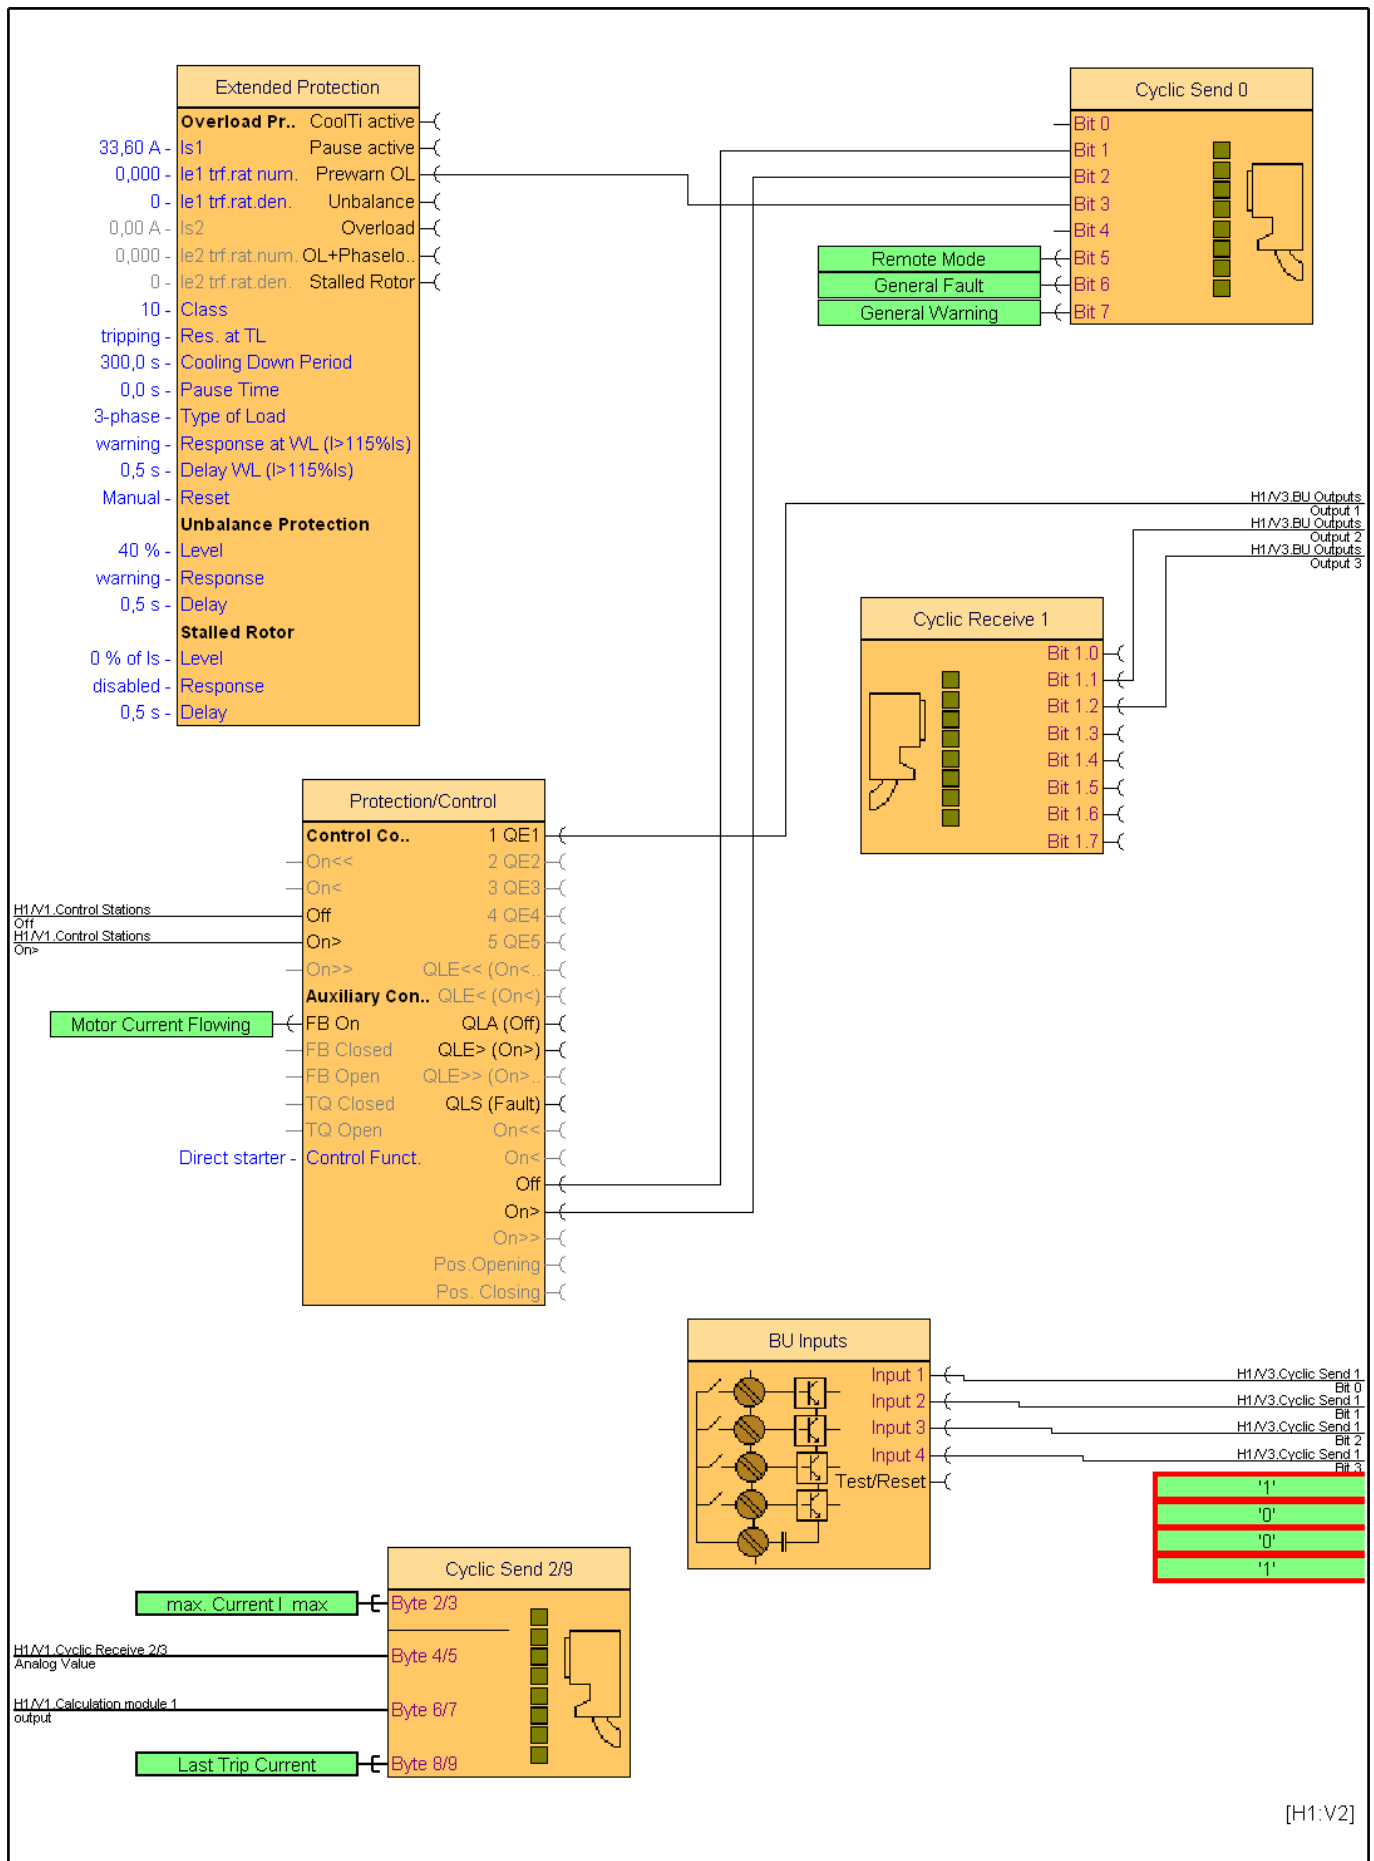 Extended Protection
Overload Pr.. CoolTi active
33,60 A - Is1 Pause active
0,000 - Ie1 trf.rat num. Prewarn OL
0 - Ie1 trf.rat.den. Unbalance
0,00 A - Is2 Overload
0,000 - Ie2 trf.rat.num. OL+Phaselo..
0 - Ie2 trf.rat.den. Stalled Rotor
10 - Class
tripping - Res. at TL
300,0 s - Cooling Down Period
0,0 s - Pause Time
3-phase - Type of Load
warning - Response at WL (I>115%Is)
0,5 s - Delay WL (I>115%Is)
Manual - Reset
Unbalance Protection
40 % - Level
warning - Response
0,5 s - Delay
Stalled Rotor
0 % of Is - Level
disabled - Response
0,5 s - Delay
Cyclic Send 0
Bit 0
Bit 1
Bit 2
Bit 3
Bit 4
Remote Mode Bit 5
General Fault Bit 6
General Warning Bit 7
H1/V3.BU Outputs
Output 1
H1/V3.BU Outputs
Output 2
H1/V3.BU Outputs
Output 3
Cyclic Receive 1
Bit 1.0
Bit 1.1
Bit 1.2
Bit 1.3
Bit 1.4
Bit 1.5
Bit 1.6
Bit 1.7
Protection/Control
Control Co.. 1 QE1
On<< 2 QE2
On< 3 QE3
H1/V1.Control Stations
Off
Off 4 QE4
H1/V1.Control Stations
On>
On> 5 QE5
On>> QLE<< (On<..
Auxiliary Con.. QLE< (On<)
Motor Current Flowing FB On QLA (Off)
FB Closed QLE> (On>)
FB Open QLE>> (On>..
TQ Closed QLS (Fault)
TQ Open On<<
Direct starter - Control Funct. On<
Off
On>
On>>
Pos.Opening
Pos. Closing
BU Inputs
Input 1
Input 2
Input 3
Input 4
Test/Reset
H1/V3.Cyclic Send 1
Bit 0
H1/V3.Cyclic Send 1
Bit 1
H1/V3.Cyclic Send 1
Bit 2
H1/V3.Cyclic Send 1
Bit 3
'1'
'0'
'0'
'1'
Cyclic Send 2/9
max. Current I_max Byte 2/3
H1/V1.Cyclic Receive 2/3
Analog Value
Byte 4/5
H1/V1.Calculation module 1
output
Byte 6/7
Last Trip Current Byte 8/9
[H1:V2]